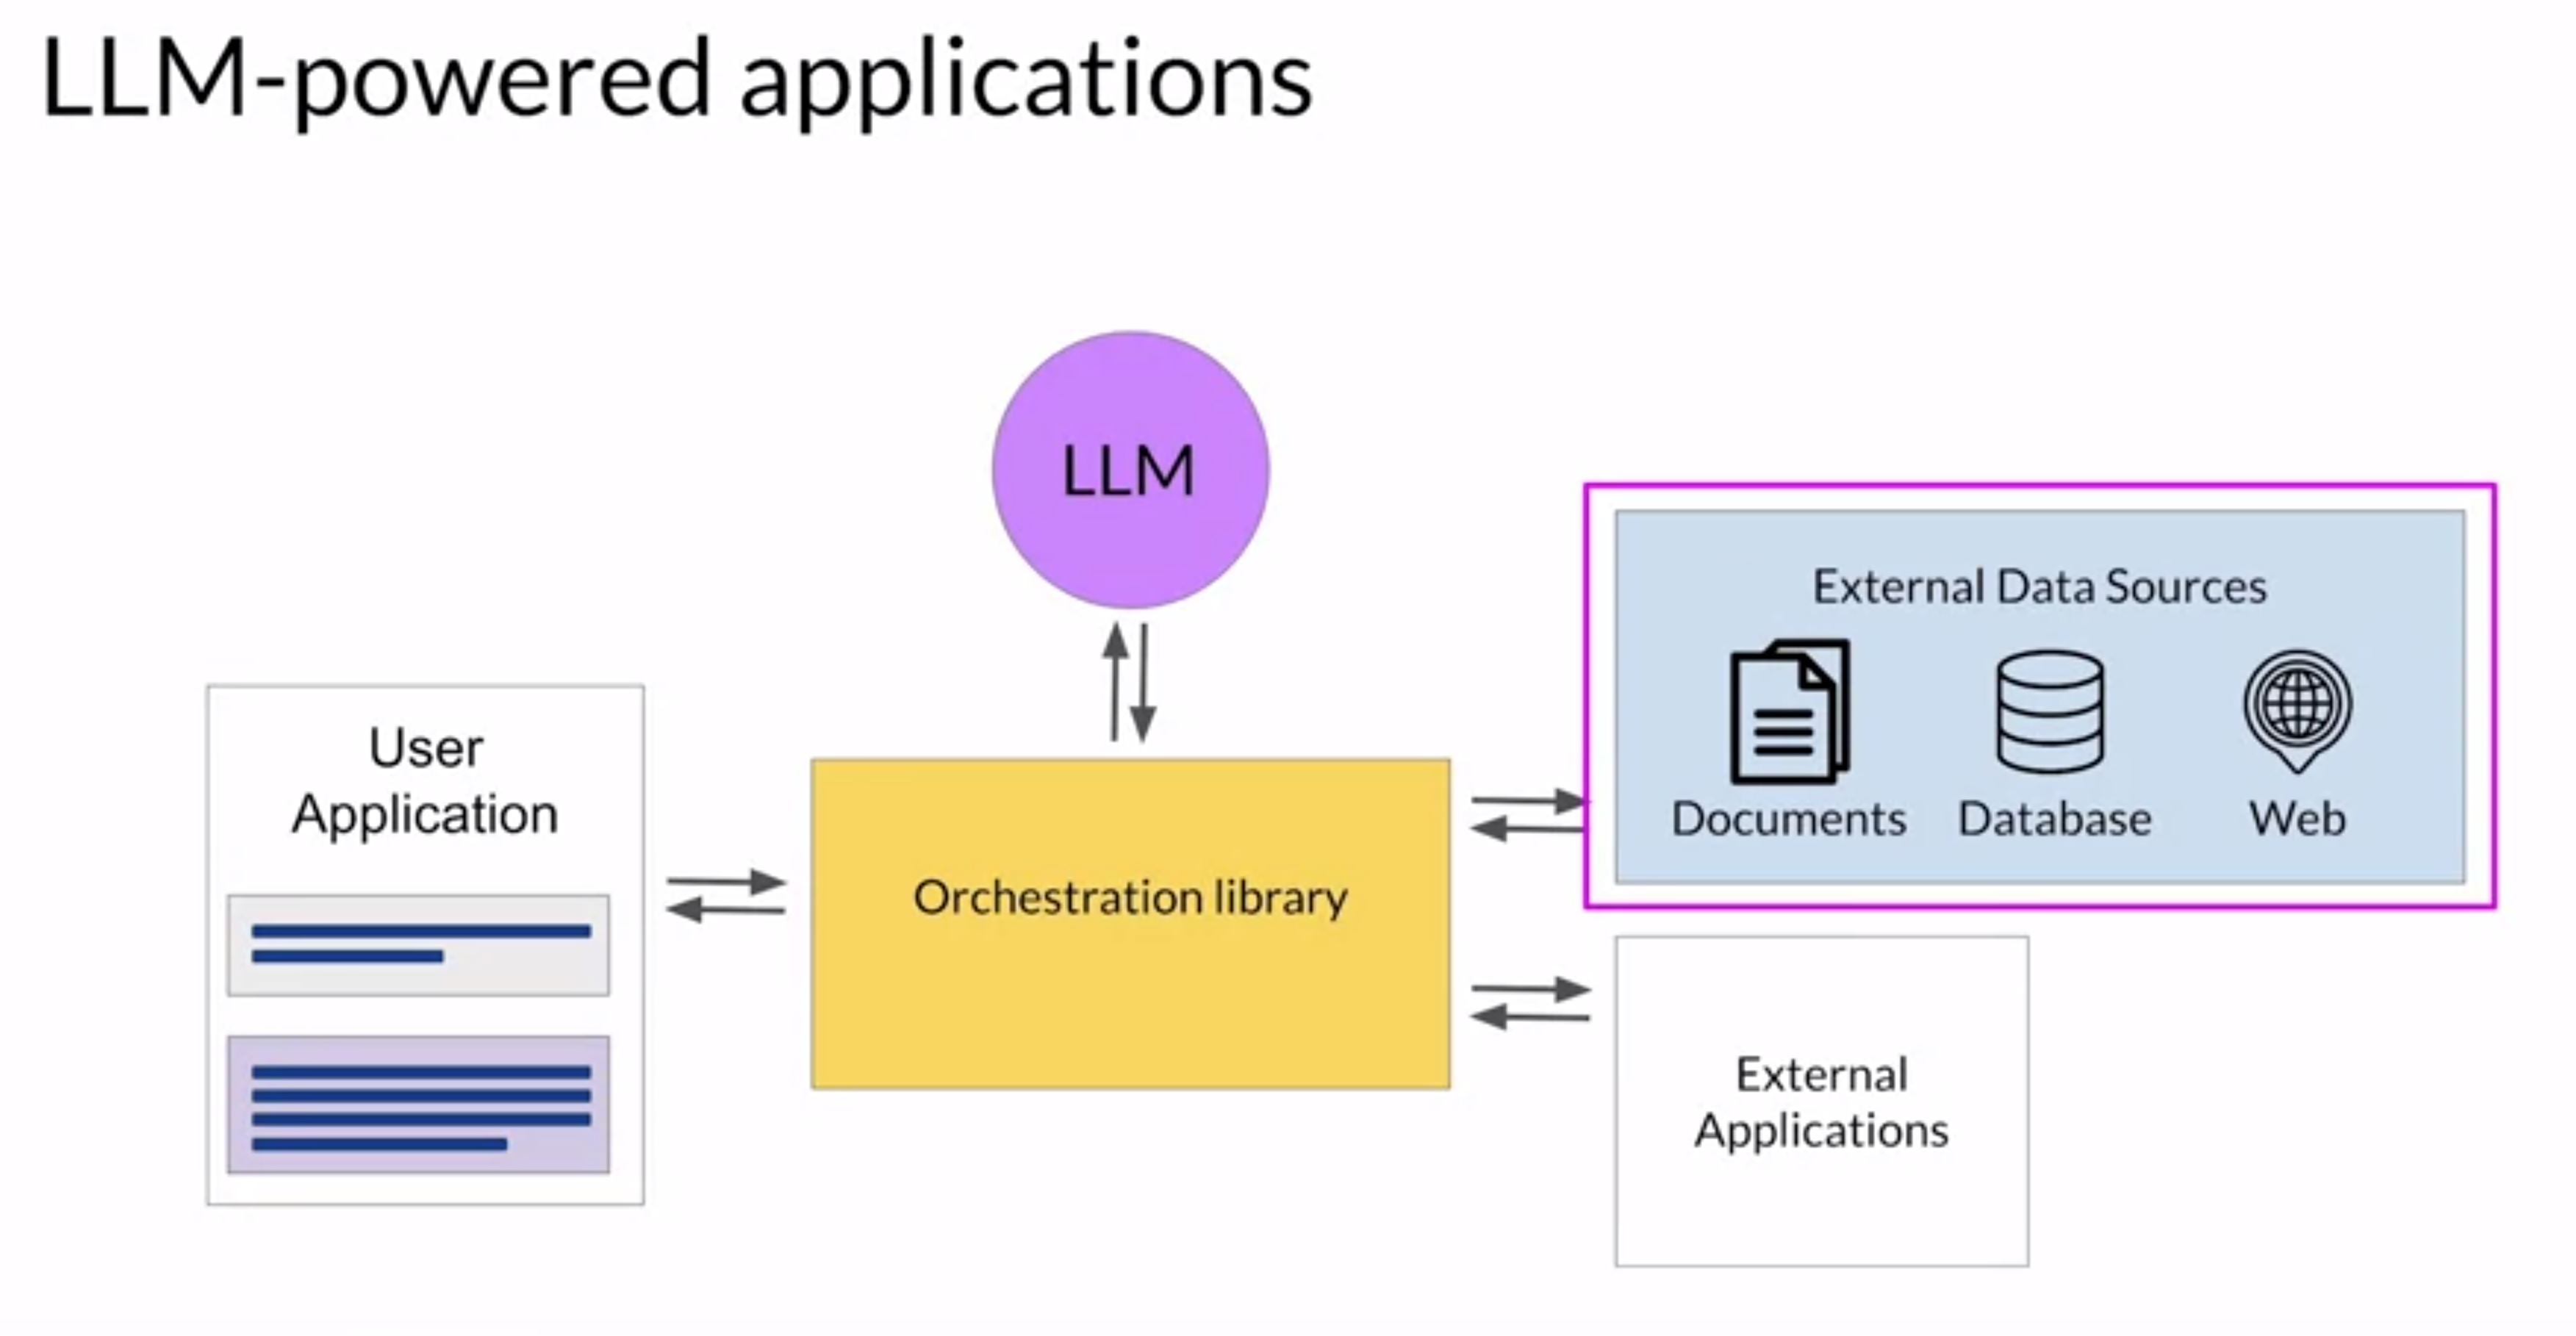 LLM-powered applications
LLM
External Data Sources
Documents
Database
Web
User
Application
Orchestration library
External
Applications